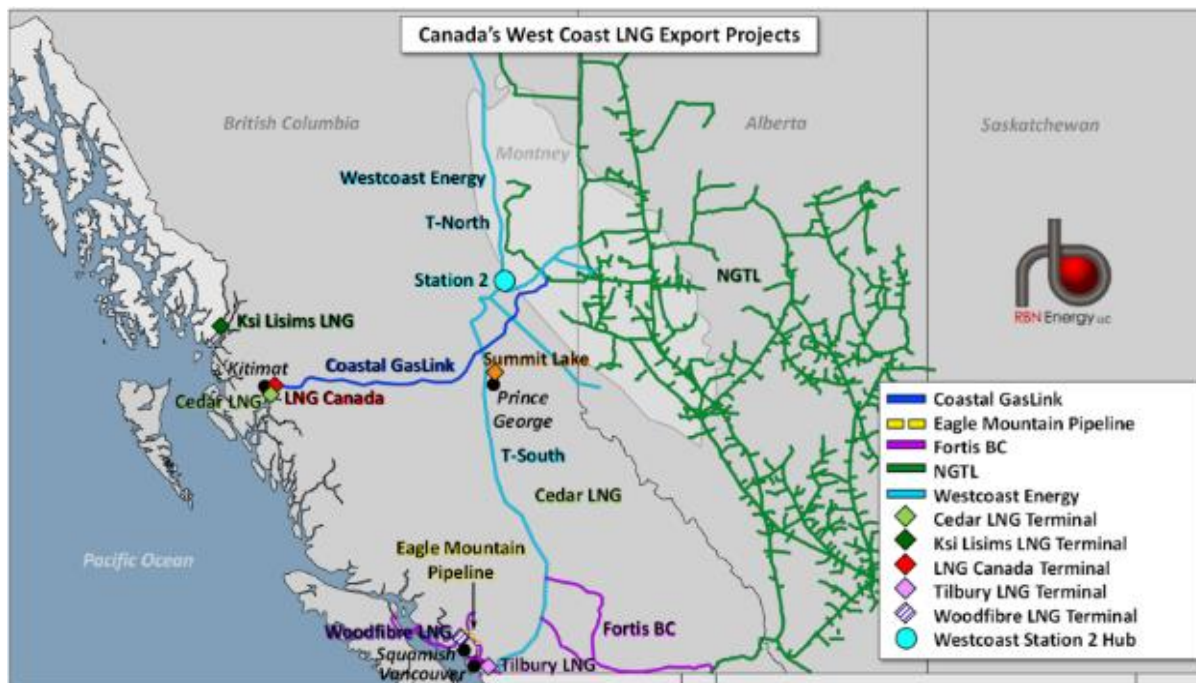 Canada's West Coast LNG Export Projects
British Columbia
Alberta
Saskatchewan
Montney
Westcoast Energy
T-North
Station 2
NGTL
RBN Energy LLC
Ksi Lisims LNG
Kitimat
Coastal GasLink
Summit Lake
Cedar LNG
LNG Canada
Prince
George
T-South
Cedar LNG
Pacific Ocean
Eagle Mountain
Pipeline
Woodfibre LNG
Fortis BC
Squamish
Vancouver
Tilbury LNG
Coastal GasLink
Eagle Mountain Pipeline
Fortis BC
NGTL
Westcoast Energy
Cedar LNG Terminal
Ksi Lisims LNG Terminal
LNG Canada Terminal
Tilbury LNG Terminal
Woodfibre LNG Terminal
Westcoast Station 2 Hub